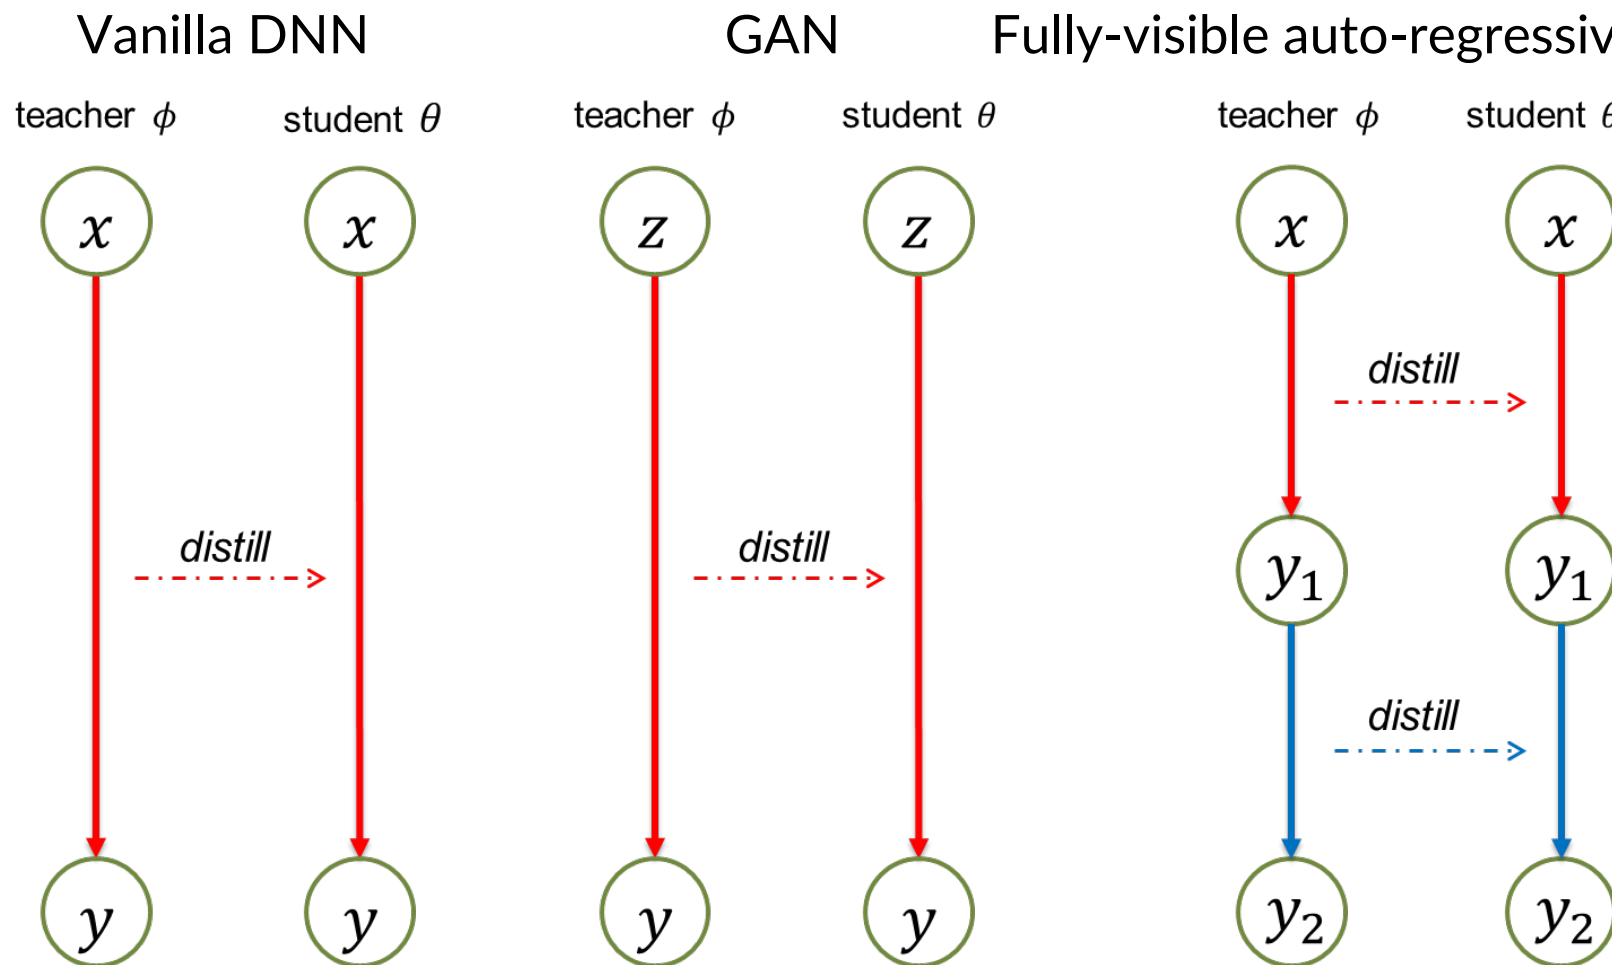 Vanilla DNN GAN Fully-visible auto-regressiv
teacher ϕ student θ teacher ϕ student θ teacher ϕ student θ
x x z z x x
distill
distill distill
y₁ y₁
distill
y y y y y₂ y₂